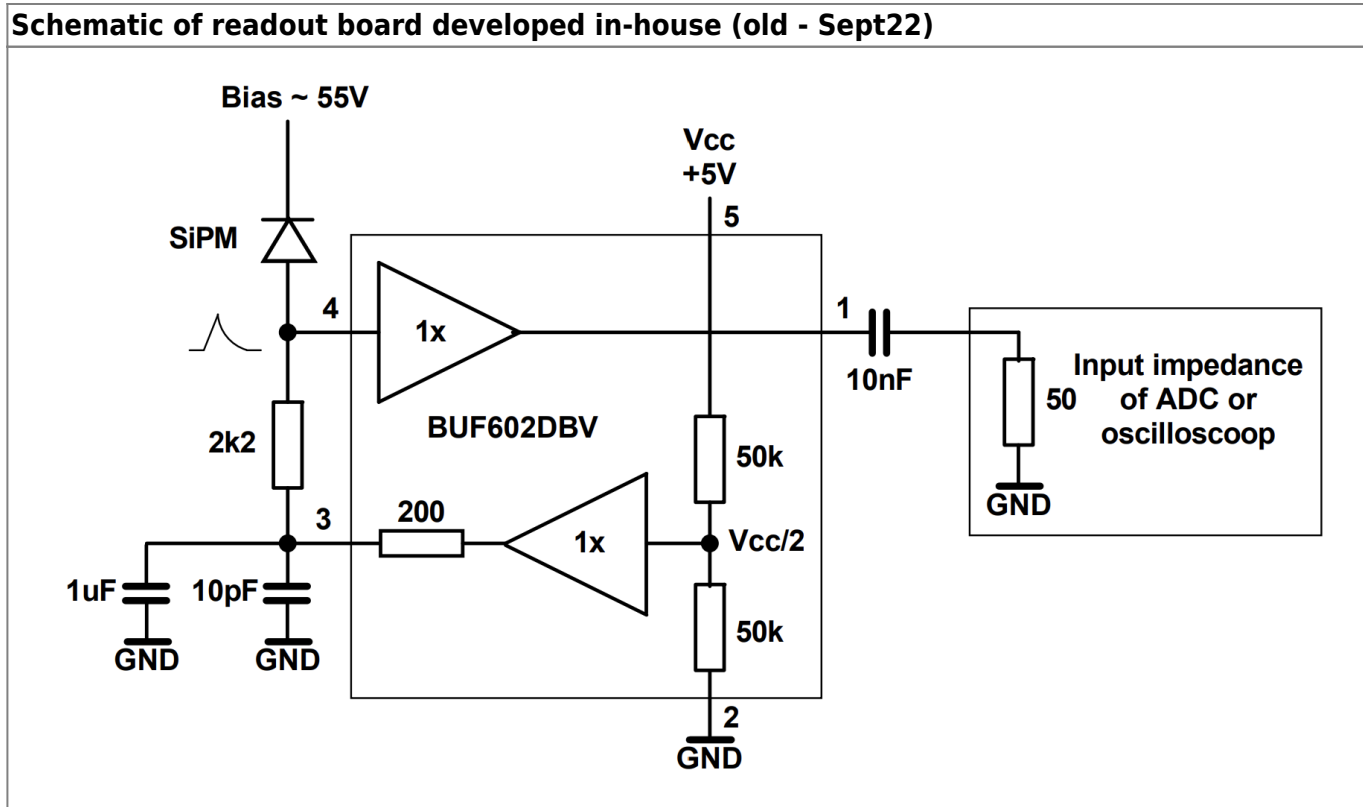 Schematic of readout board developed in-house (old - Sept22)
Bias ~ 55V
Vcc
+5V
5
SiPM
4
1x
1
10nF
50
Input impedance
of ADC or
oscilloscoop
GND
2k2
BUF602DBV
50k
3
200
1x
Vcc/2
1uF
10pF
GND
GND
50k
2
GND